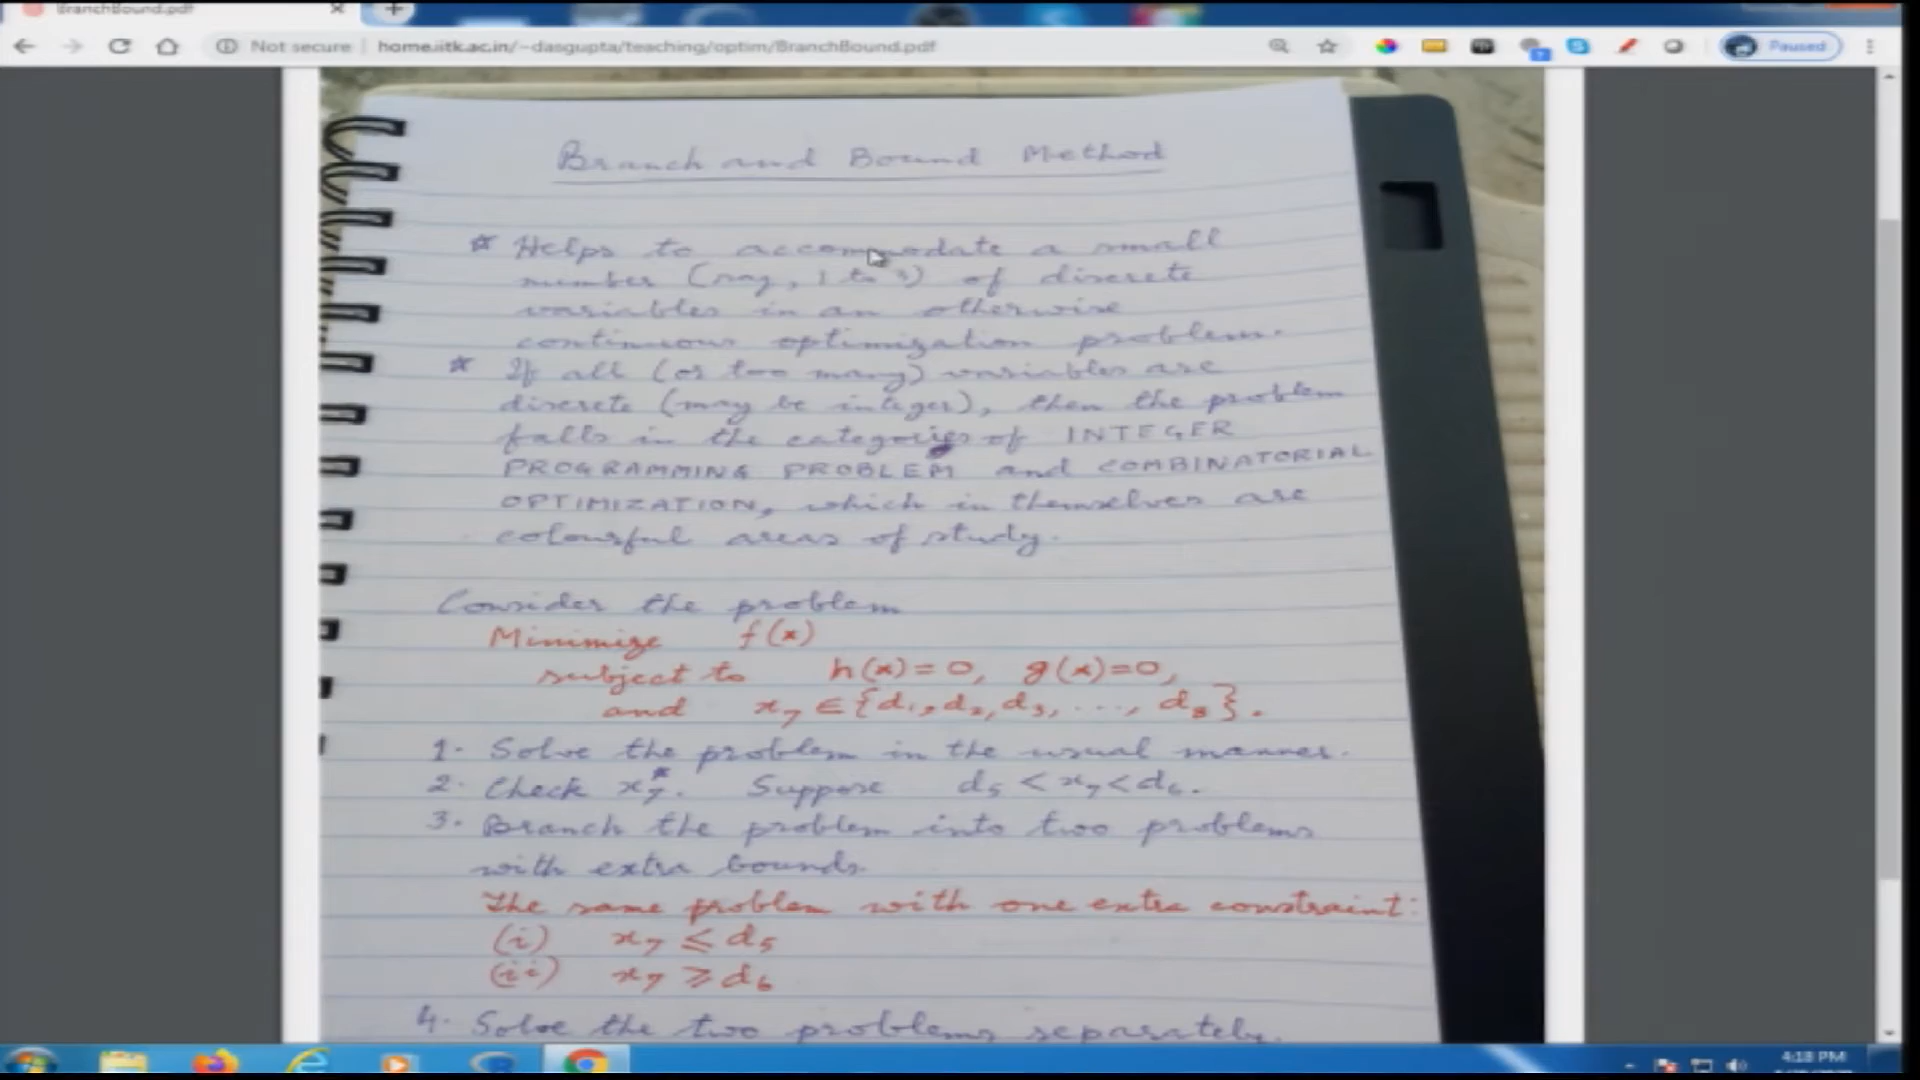 BranchBound.pdf
Not secure | home.iitk.ac.in/~dasgupta/teaching/optim/BranchBound.pdf
Paused
Branch and Bound Method
* Helps to accommodate a small
number (say, 1 to 3) of discrete
variables in an otherwise
continuous optimization problem.
* If all (or too many) variables are
discrete (may be integer), then the problem
falls in the categories of INTEGER
PROGRAMMING PROBLEM and COMBINATORIAL
OPTIMIZATION, which in themselves are
colourful areas of study.
Consider the problem
Minimize f(x)
subject to h(x)=0, g(x)=0,
and x₇ ∈ {d₁, d₂, d₃, ..., d₈}.
1. Solve the problem in the usual manner.
2. Check x₇*. Suppose d₅ < x₇ < d₆.
3. Branch the problem into two problems
with extra bounds.
The same problem with one extra constraint:
(i) x₇ ≤ d₅
(ii) x₇ ≥ d₆
4. Solve the two problems separately.
4:18 PM